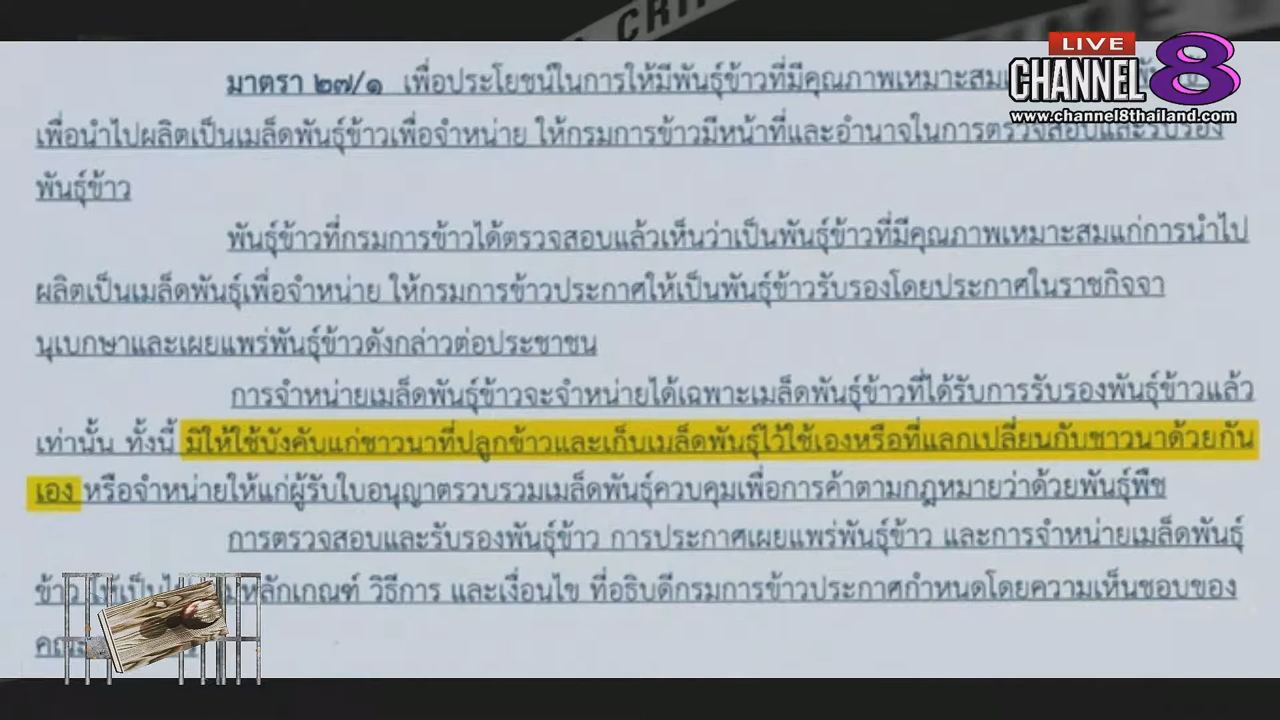 CRI
LIVE
CHANNEL 8
www.channel8thailand.com
มาตรา ๒๗/๑ เพื่อประโยชน์ในการให้มีพันธุ์ข้าวที่มีคุณภาพเหมาะสม
เพื่อนำไปผลิตเป็นเมล็ดพันธุ์ข้าวเพื่อจำหน่าย ให้กรมการข้าวมีหน้าที่และอำนาจในการตรวจสอบและรับรอง
พันธุ์ข้าว
พันธุ์ข้าวที่กรมการข้าวได้ตรวจสอบแล้วเห็นว่าเป็นพันธุ์ข้าวที่มีคุณภาพเหมาะสมแก่การนำไป
ผลิตเป็นเมล็ดพันธุ์เพื่อจำหน่าย ให้กรมการข้าวประกาศให้เป็นพันธุ์ข้าวรับรองโดยประกาศในราชกิจจา
นุเบกษาและเผยแพร่พันธุ์ข้าวดังกล่าวต่อประชาชน
การจำหน่ายเมล็ดพันธุ์ข้าวจะจำหน่ายได้เฉพาะเมล็ดพันธุ์ข้าวที่ได้รับการรับรองพันธุ์ข้าวแล้ว
เท่านั้น ทั้งนี้ มิให้ใช้บังคับแก่ชาวนาที่ปลูกข้าวและเก็บเมล็ดพันธุ์ไว้ใช้เองหรือที่แลกเปลี่ยนกับชาวนาด้วยกัน
เอง หรือจำหน่ายให้แก่ผู้รับใบอนุญาตรวบรวมเมล็ดพันธุ์ควบคุมเพื่อการค้าตามกฎหมายว่าด้วยพันธุ์พืช
การตรวจสอบและรับรองพันธุ์ข้าว การประกาศเผยแพร่พันธุ์ข้าว และการจำหน่ายเมล็ดพันธุ์
ข้าว หลักเกณฑ์ วิธีการ และเงื่อนไข ที่อธิบดีกรมการข้าวประกาศกำหนดโดยความเห็นชอบของ